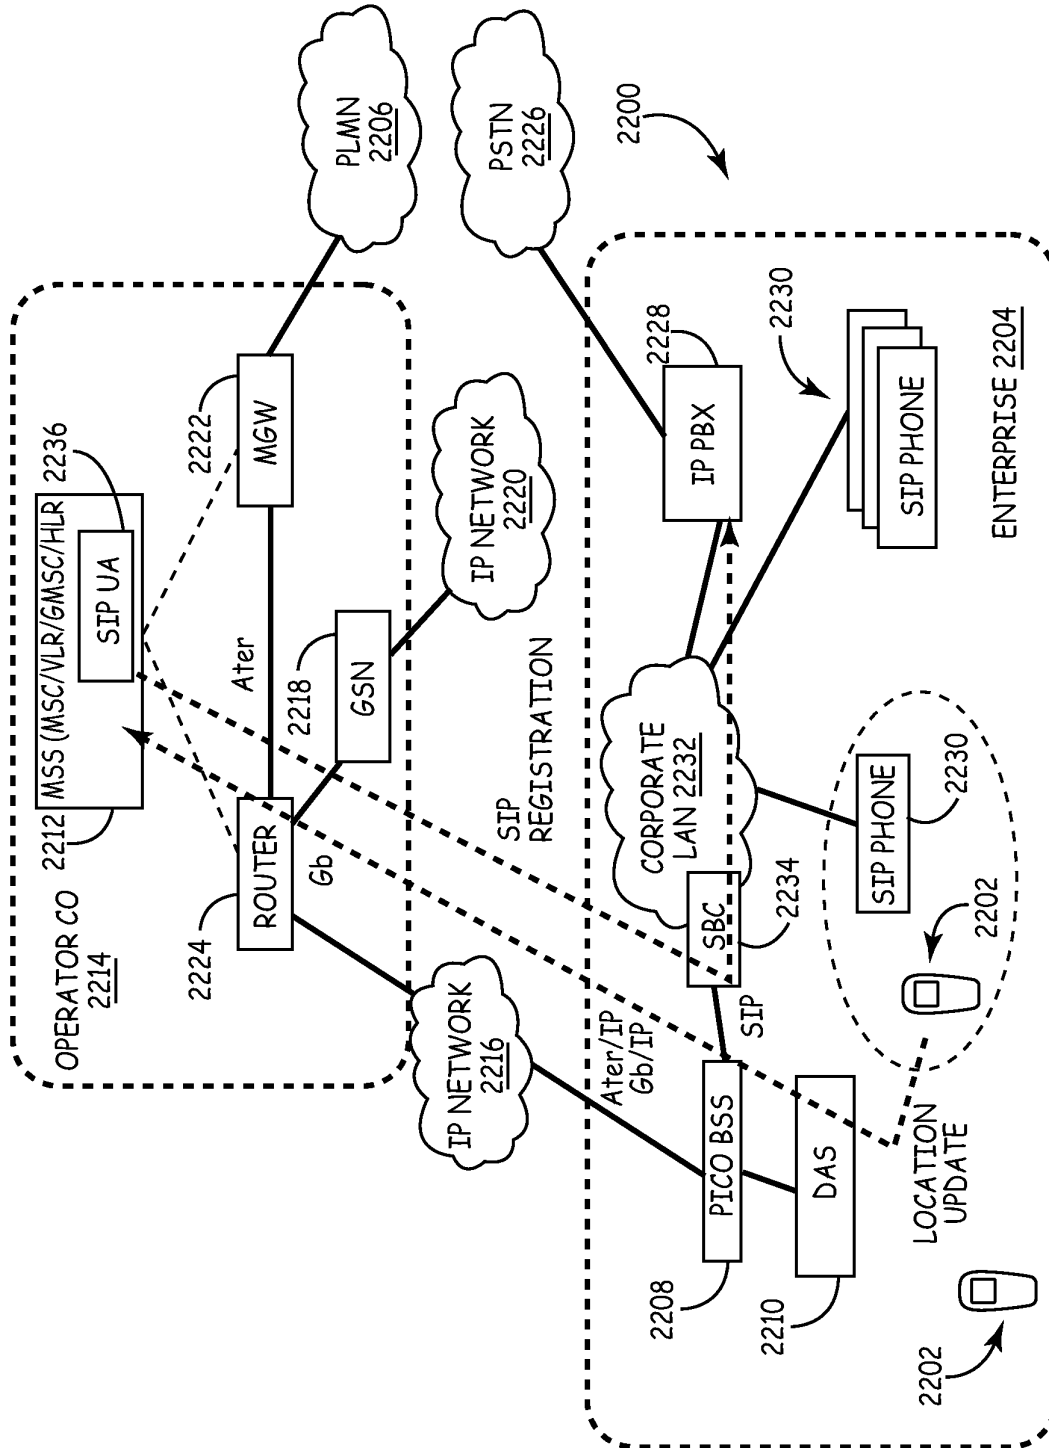 OPERATOR CO
2214
2212
MSS (MSC/VLR/GMSC/HLR
2236
SIP UA
2224
ROUTER
Gb
Ater
2222
MGW
2218
GSN
PLMN
2206
IP NETWORK
2216
IP NETWORK
2220
PSTN
2226
2200
SIP
REGISTRATION
Ater/IP
Gb/IP
2208
PICO BSS
SIP
SBC
2234
CORPORATE
LAN 2232
IP PBX
2228
2210
DAS
SIP PHONE
2230
SIP PHONE
2230
2202
LOCATION
UPDATE
2202
ENTERPRISE 2204